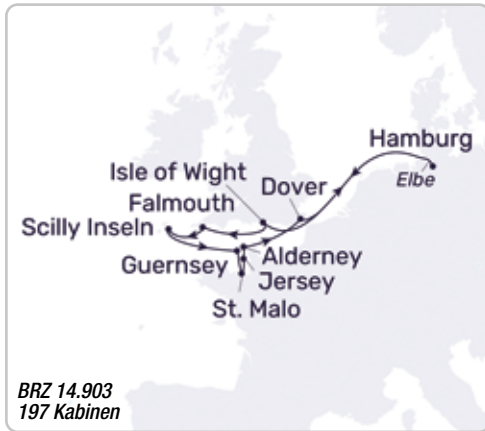 Hamburg
Elbe
Isle of Wight
Dover
Falmouth
Scilly Inseln
Alderney
Guernsey
Jersey
St. Malo
BRZ 14.903
197 Kabinen